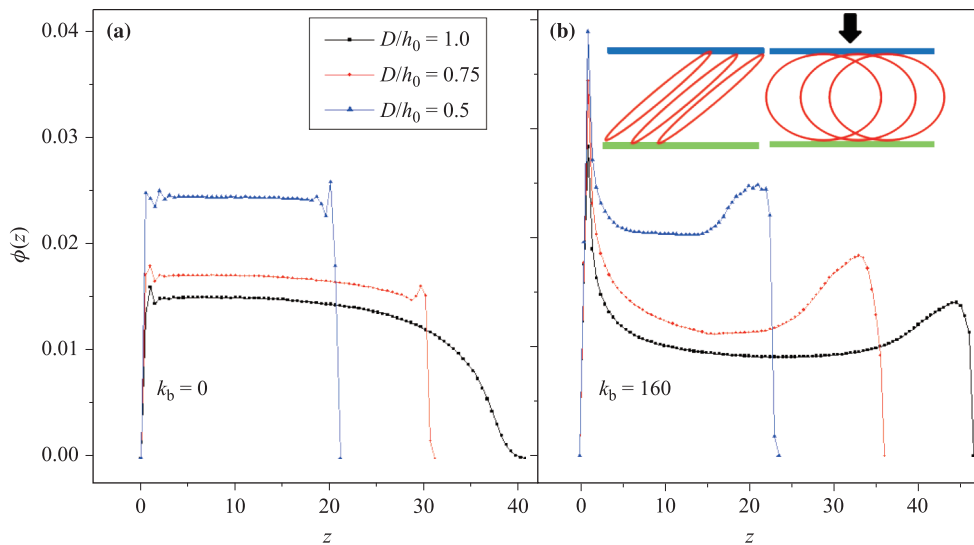 (a)
D/h0 = 1.0
D/h0 = 0.75
D/h0 = 0.5
(b)
0.04
0.03
0.02
0.01
0.00
ϕ(z)
kb = 0
kb = 160
0 10 20 30 40
0 10 20 30 40
z
z